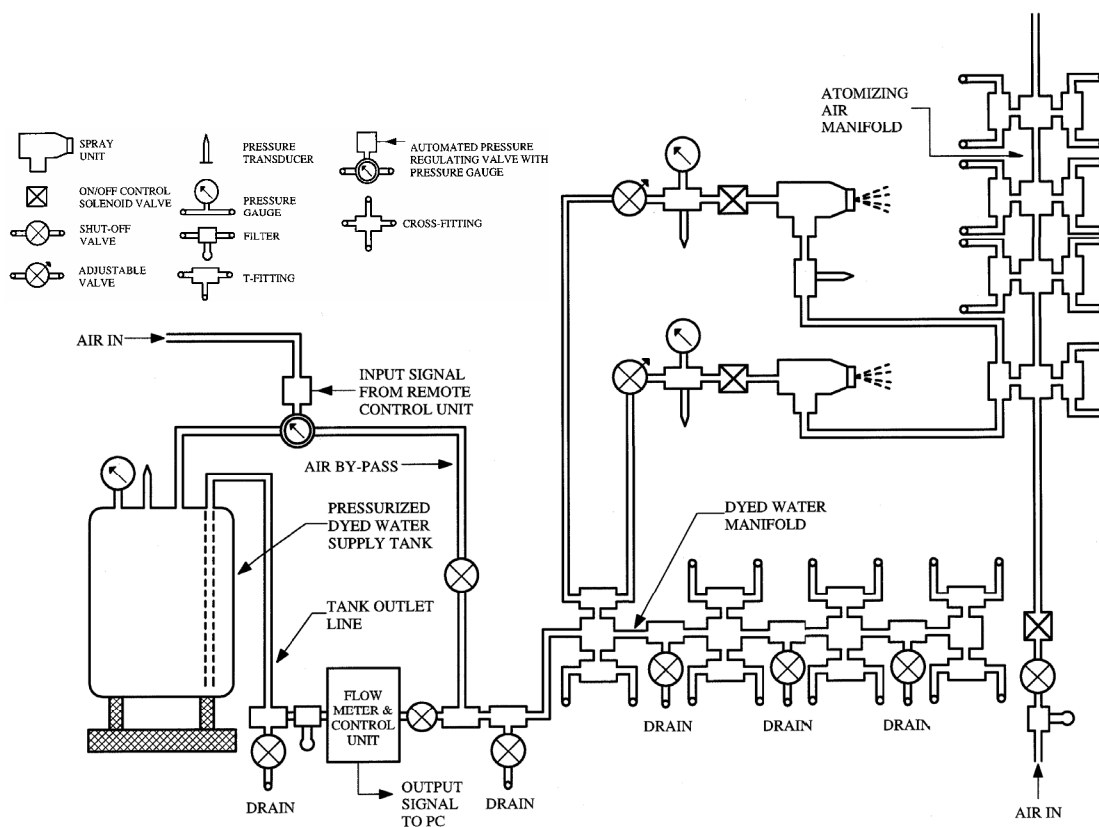 ATOMIZING
AIR
MANIFOLD
SPRAY
UNIT
PRESSURE
TRANSDUCER
AUTOMATED PRESSURE
REGULATING VALVE WITH
PRESSURE GAUGE
ON/OFF CONTROL
SOLENOID VALVE
PRESSURE
GAUGE
CROSS-FITTING
SHUT-OFF
VALVE
FILTER
ADJUSTABLE
VALVE
T-FITTING
AIR IN
INPUT SIGNAL
FROM REMOTE
CONTROL UNIT
AIR BY-PASS
PRESSURIZED
DYED WATER
SUPPLY TANK
DYED WATER
MANIFOLD
TANK OUTLET
LINE
FLOW
METER &
CONTROL
UNIT
DRAIN
DRAIN
DRAIN
DRAIN
DRAIN
OUTPUT
SIGNAL
TO PC
AIR IN